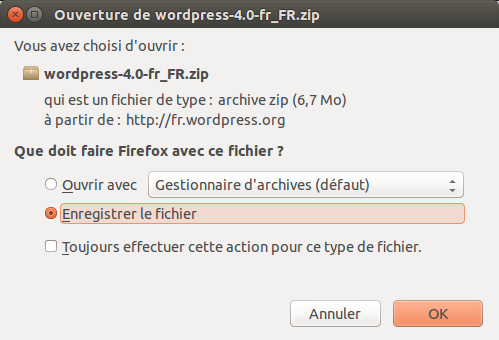 Ouverture de wordpress-4.0-fr_FR.zip
Vous avez choisi d'ouvrir :
wordpress-4.0-fr_FR.zip
qui est un fichier de type : archive zip (6,7 Mo)
à partir de : http://fr.wordpress.org
Que doit faire Firefox avec ce fichier ?
Ouvrir avec Gestionnaire d'archives (défaut)
Enregistrer le fichier
Toujours effectuer cette action pour ce type de fichier.
Annuler OK